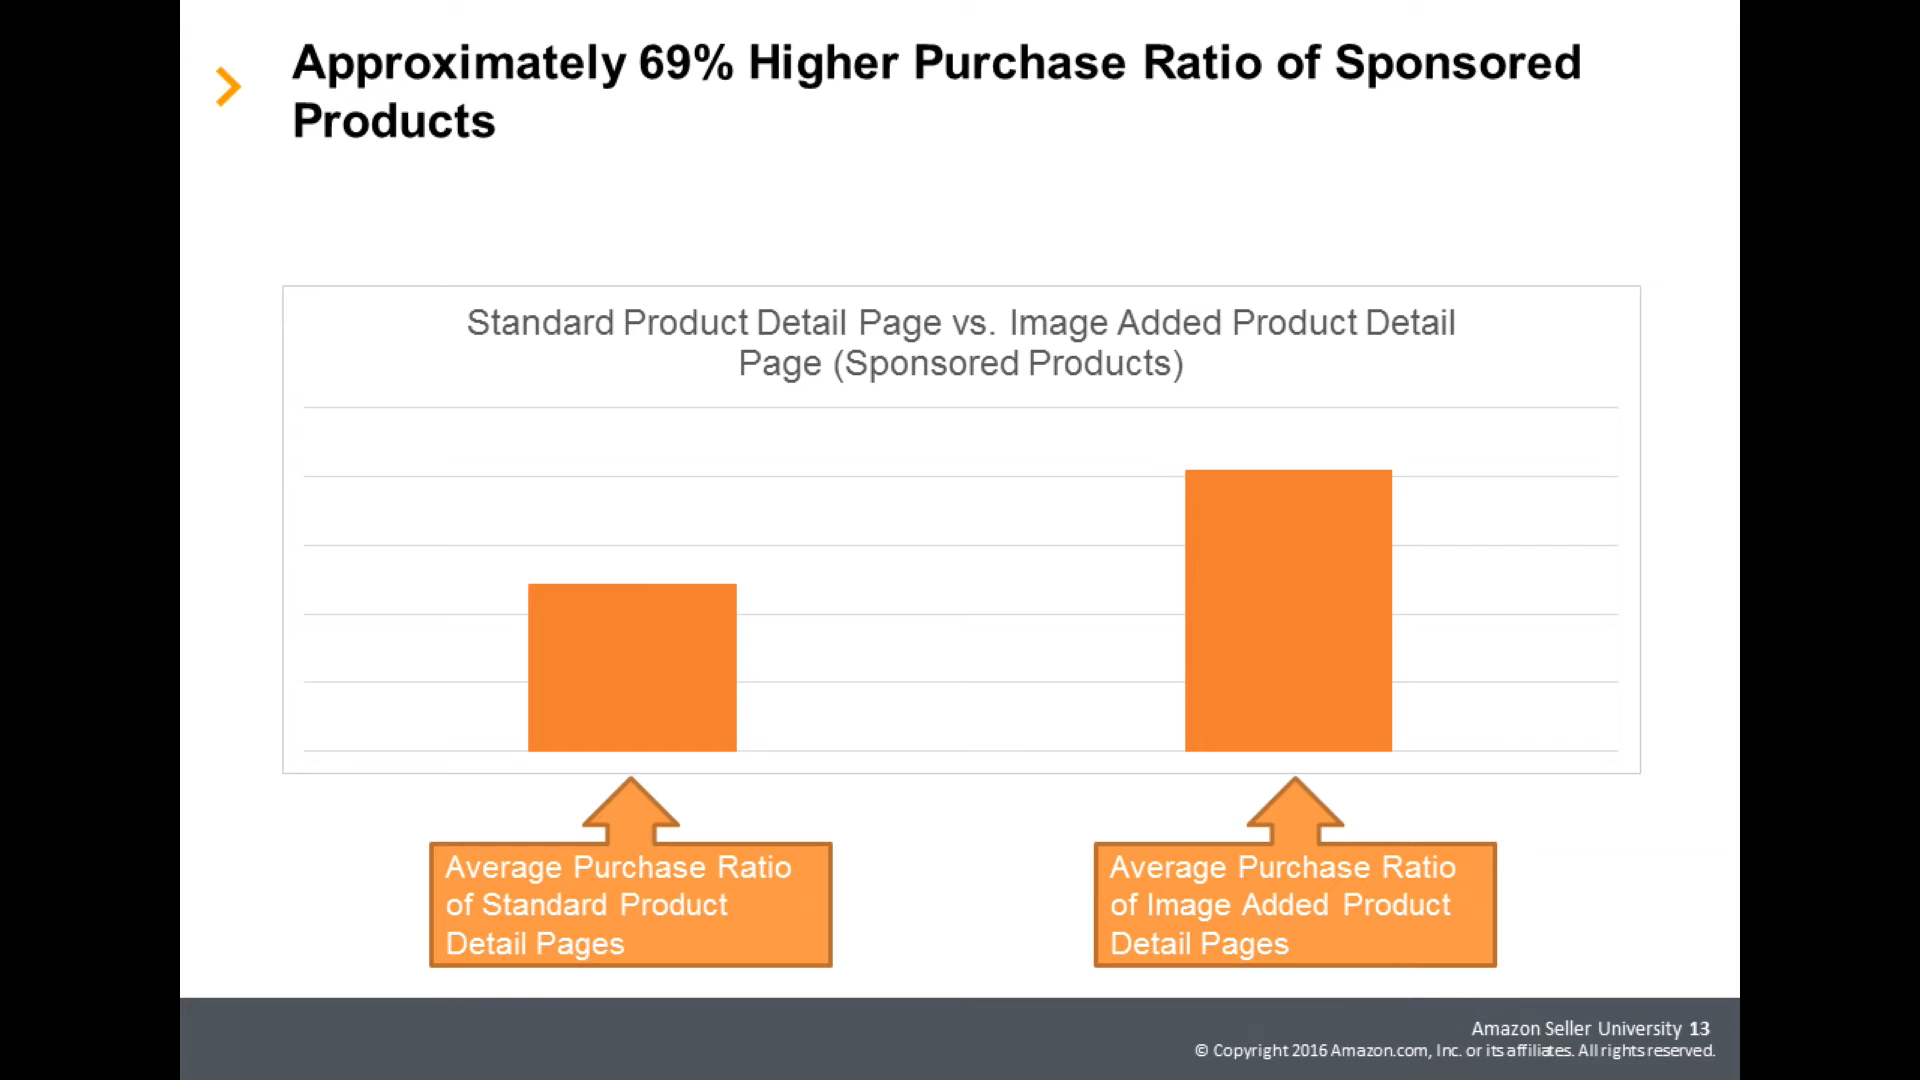 Approximately 69% Higher Purchase Ratio of Sponsored
Products
Standard Product Detail Page vs. Image Added Product Detail
Page (Sponsored Products)
Average Purchase Ratio
of Standard Product
Detail Pages
Average Purchase Ratio
of Image Added Product
Detail Pages
Amazon Seller University 13
© Copyright 2016 Amazon.com, Inc. or its affiliates. All rights reserved.